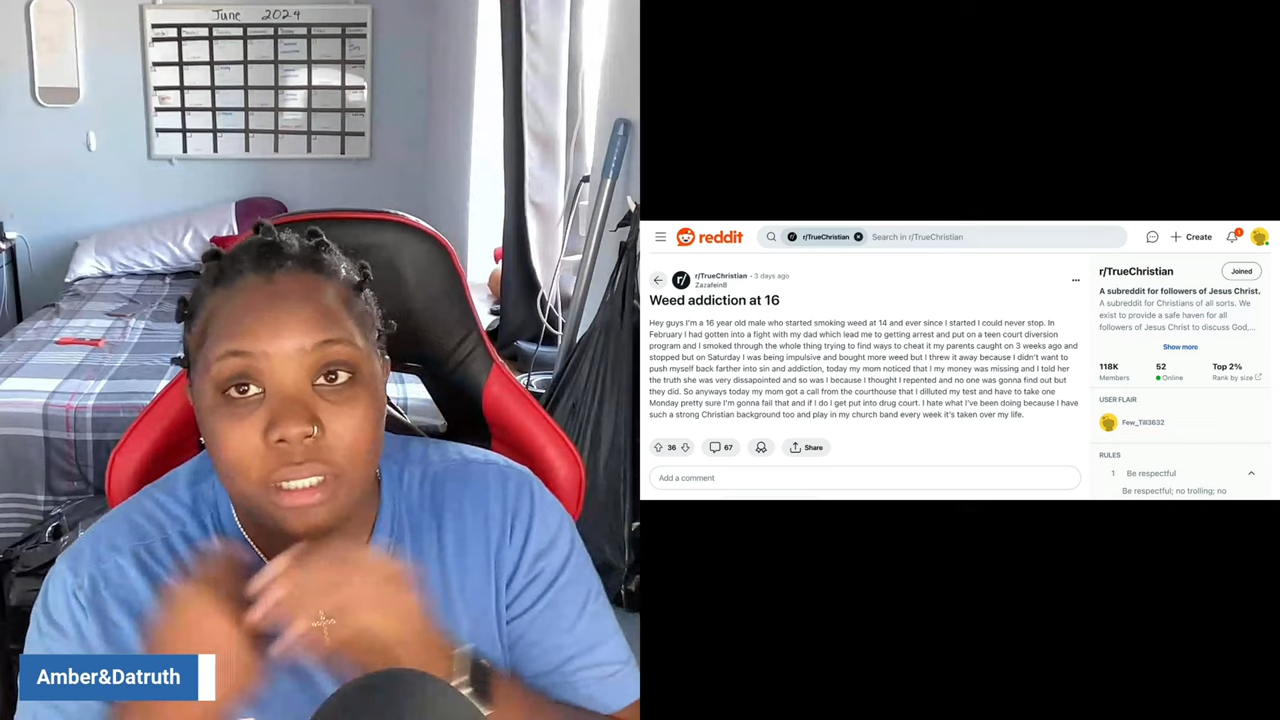 June 2024
Amber&Datruth
reddit
r/TrueChristian
Search in r/TrueChristian
Create
r/TrueChristian • 3 days ago
Zazafein8
Weed addiction at 16
Hey guys I'm a 16 year old male who started smoking weed at 14 and ever since I started I could never stop. In
February I had gotten into a fight with my dad which lead me to getting arrest and put on a teen court diversion
program and I smoked through the whole thing trying to find ways to cheat it my parents caught on 3 weeks ago and
stopped but on Saturday I was being impulsive and bought more weed but I threw it away because I didn't want to
push myself back farther into sin and addiction, today my mom noticed that I my money was missing and I told her
the truth she was very dissapointed and so was I because I thought I repented and no one was gonna find out but
they did. So anyways today my mom got a call from the courthouse that I dilluted my test and have to take one
Monday pretty sure I'm gonna fail that and if I do I get put into drug court. I hate what I've been doing because I have
such a strong Christian background too and play in my church band every week it's taken over my life.
36
67
Share
Add a comment
r/TrueChristian
Joined
A subreddit for followers of Jesus Christ.
A subreddit for Christians of all sorts. We
exist to provide a safe haven for all
followers of Jesus Christ to discuss God,...
Show more
118K
Members
52
Online
Top 2%
Rank by size
USER FLAIR
Few_Till3632
RULES
1 Be respectful
Be respectful; no trolling; no